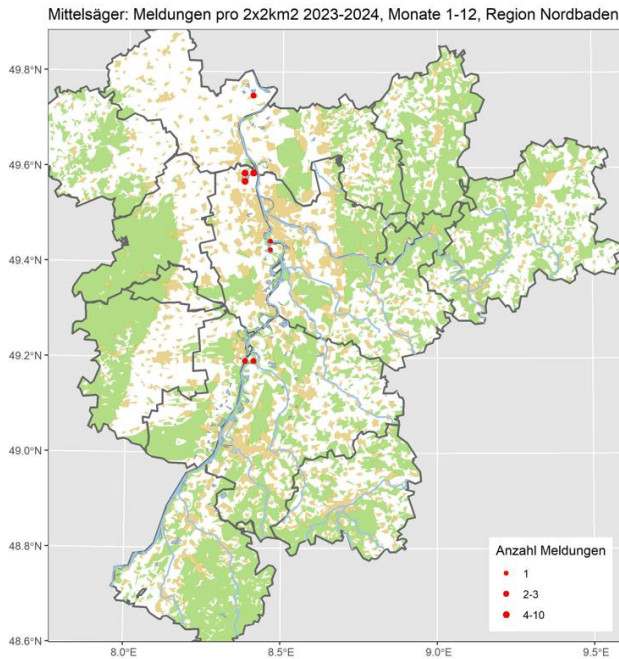 Mittelsäger: Meldungen pro 2x2km2 2023-2024, Monate 1-12, Region Nordbaden
49.8°N
49.6°N
49.4°N
49.2°N
49.0°N
48.8°N
48.6°N
Anzahl Meldungen
1
2-3
4-10
8.0°E
8.5°E
9.0°E
9.5°E